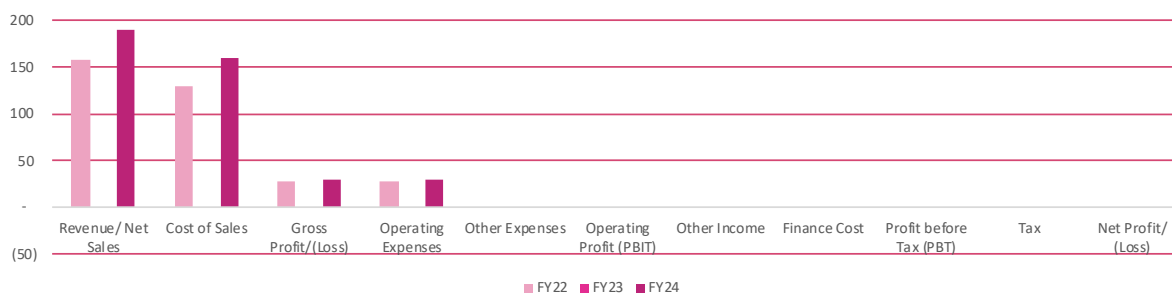 200
150
100
50
-
Revenue/ Net Cost of Sales Gross Operating Other Expenses Operating Other Income Finance Cost Profit before Tax Net Profit/
Sales Profit/(Loss) Expenses Profit (PBIT) Tax (PBT) (Loss)
(50)
FY22 FY23 FY24